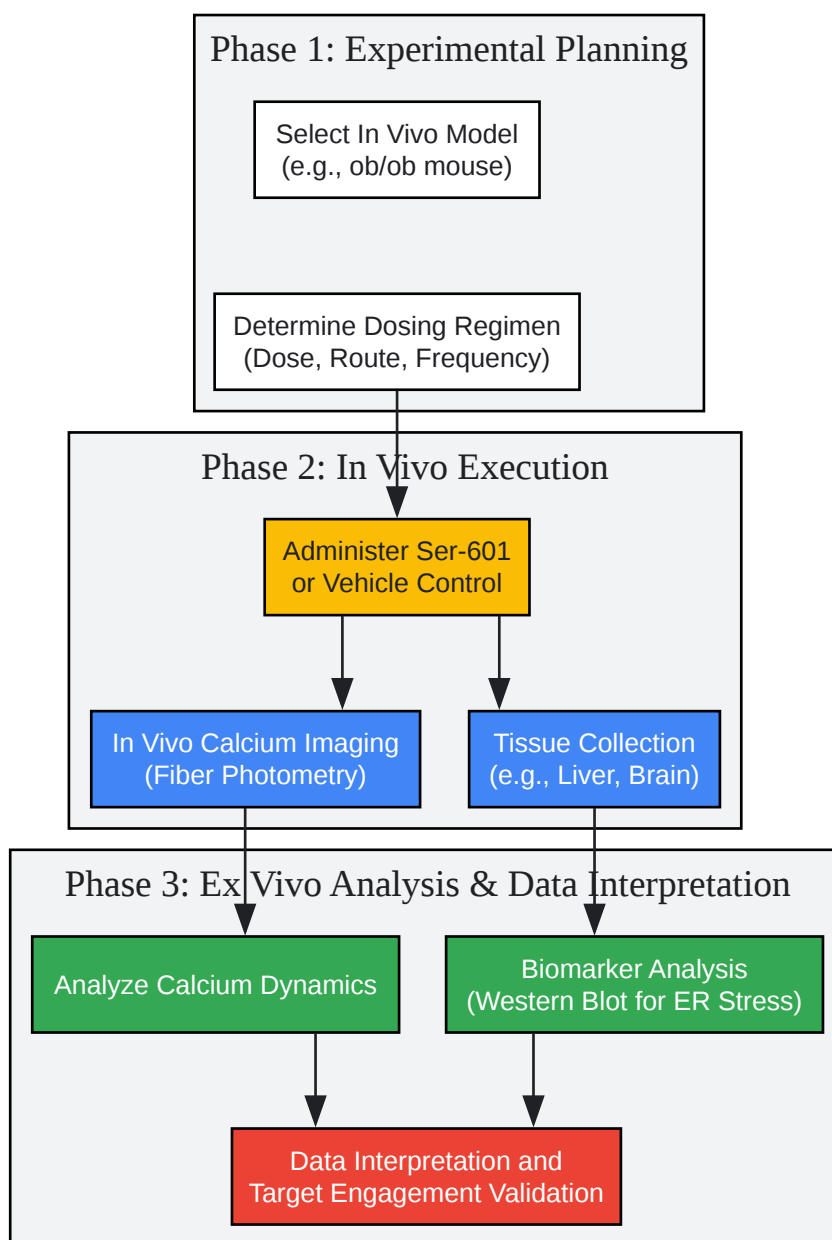 Phase 1: Experimental Planning
Select In Vivo Model
(e.g., ob/ob mouse)
Determine Dosing Regimen
(Dose, Route, Frequency)
Phase 2: In Vivo Execution
Administer Ser-601
or Vehicle Control
In Vivo Calcium Imaging
(Fiber Photometry)
Tissue Collection
(e.g., Liver, Brain)
Phase 3: Ex Vivo Analysis & Data Interpretation
Analyze Calcium Dynamics
Biomarker Analysis
(Western Blot for ER Stress)
Data Interpretation and
Target Engagement Validation